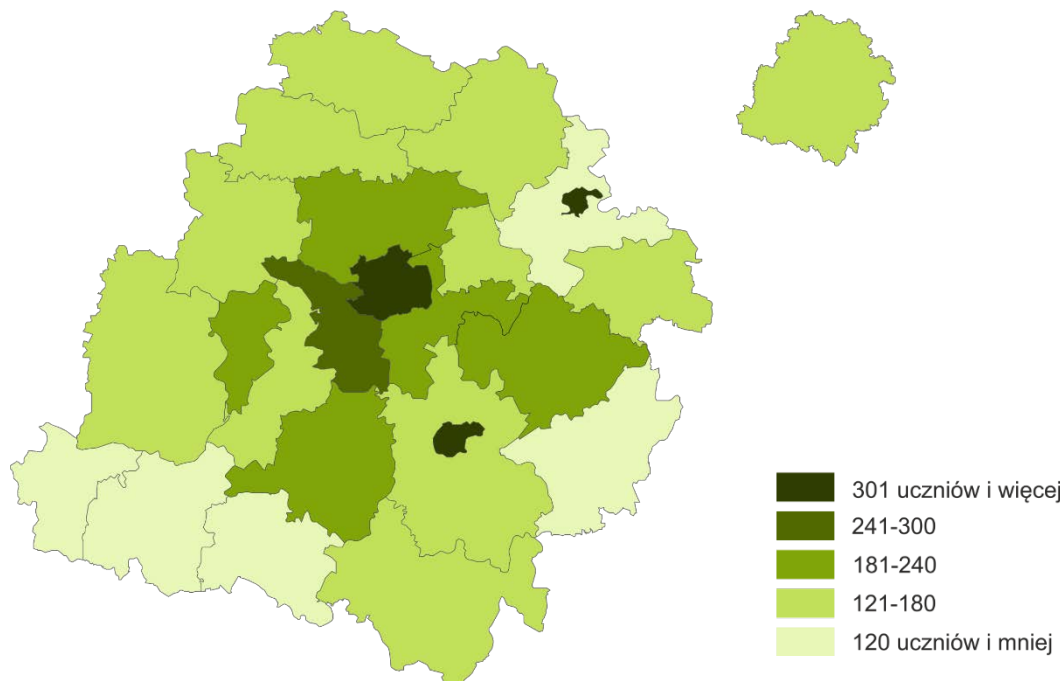 301 uczniów i więcej
241-300
181-240
121-180
120 uczniów i mniej